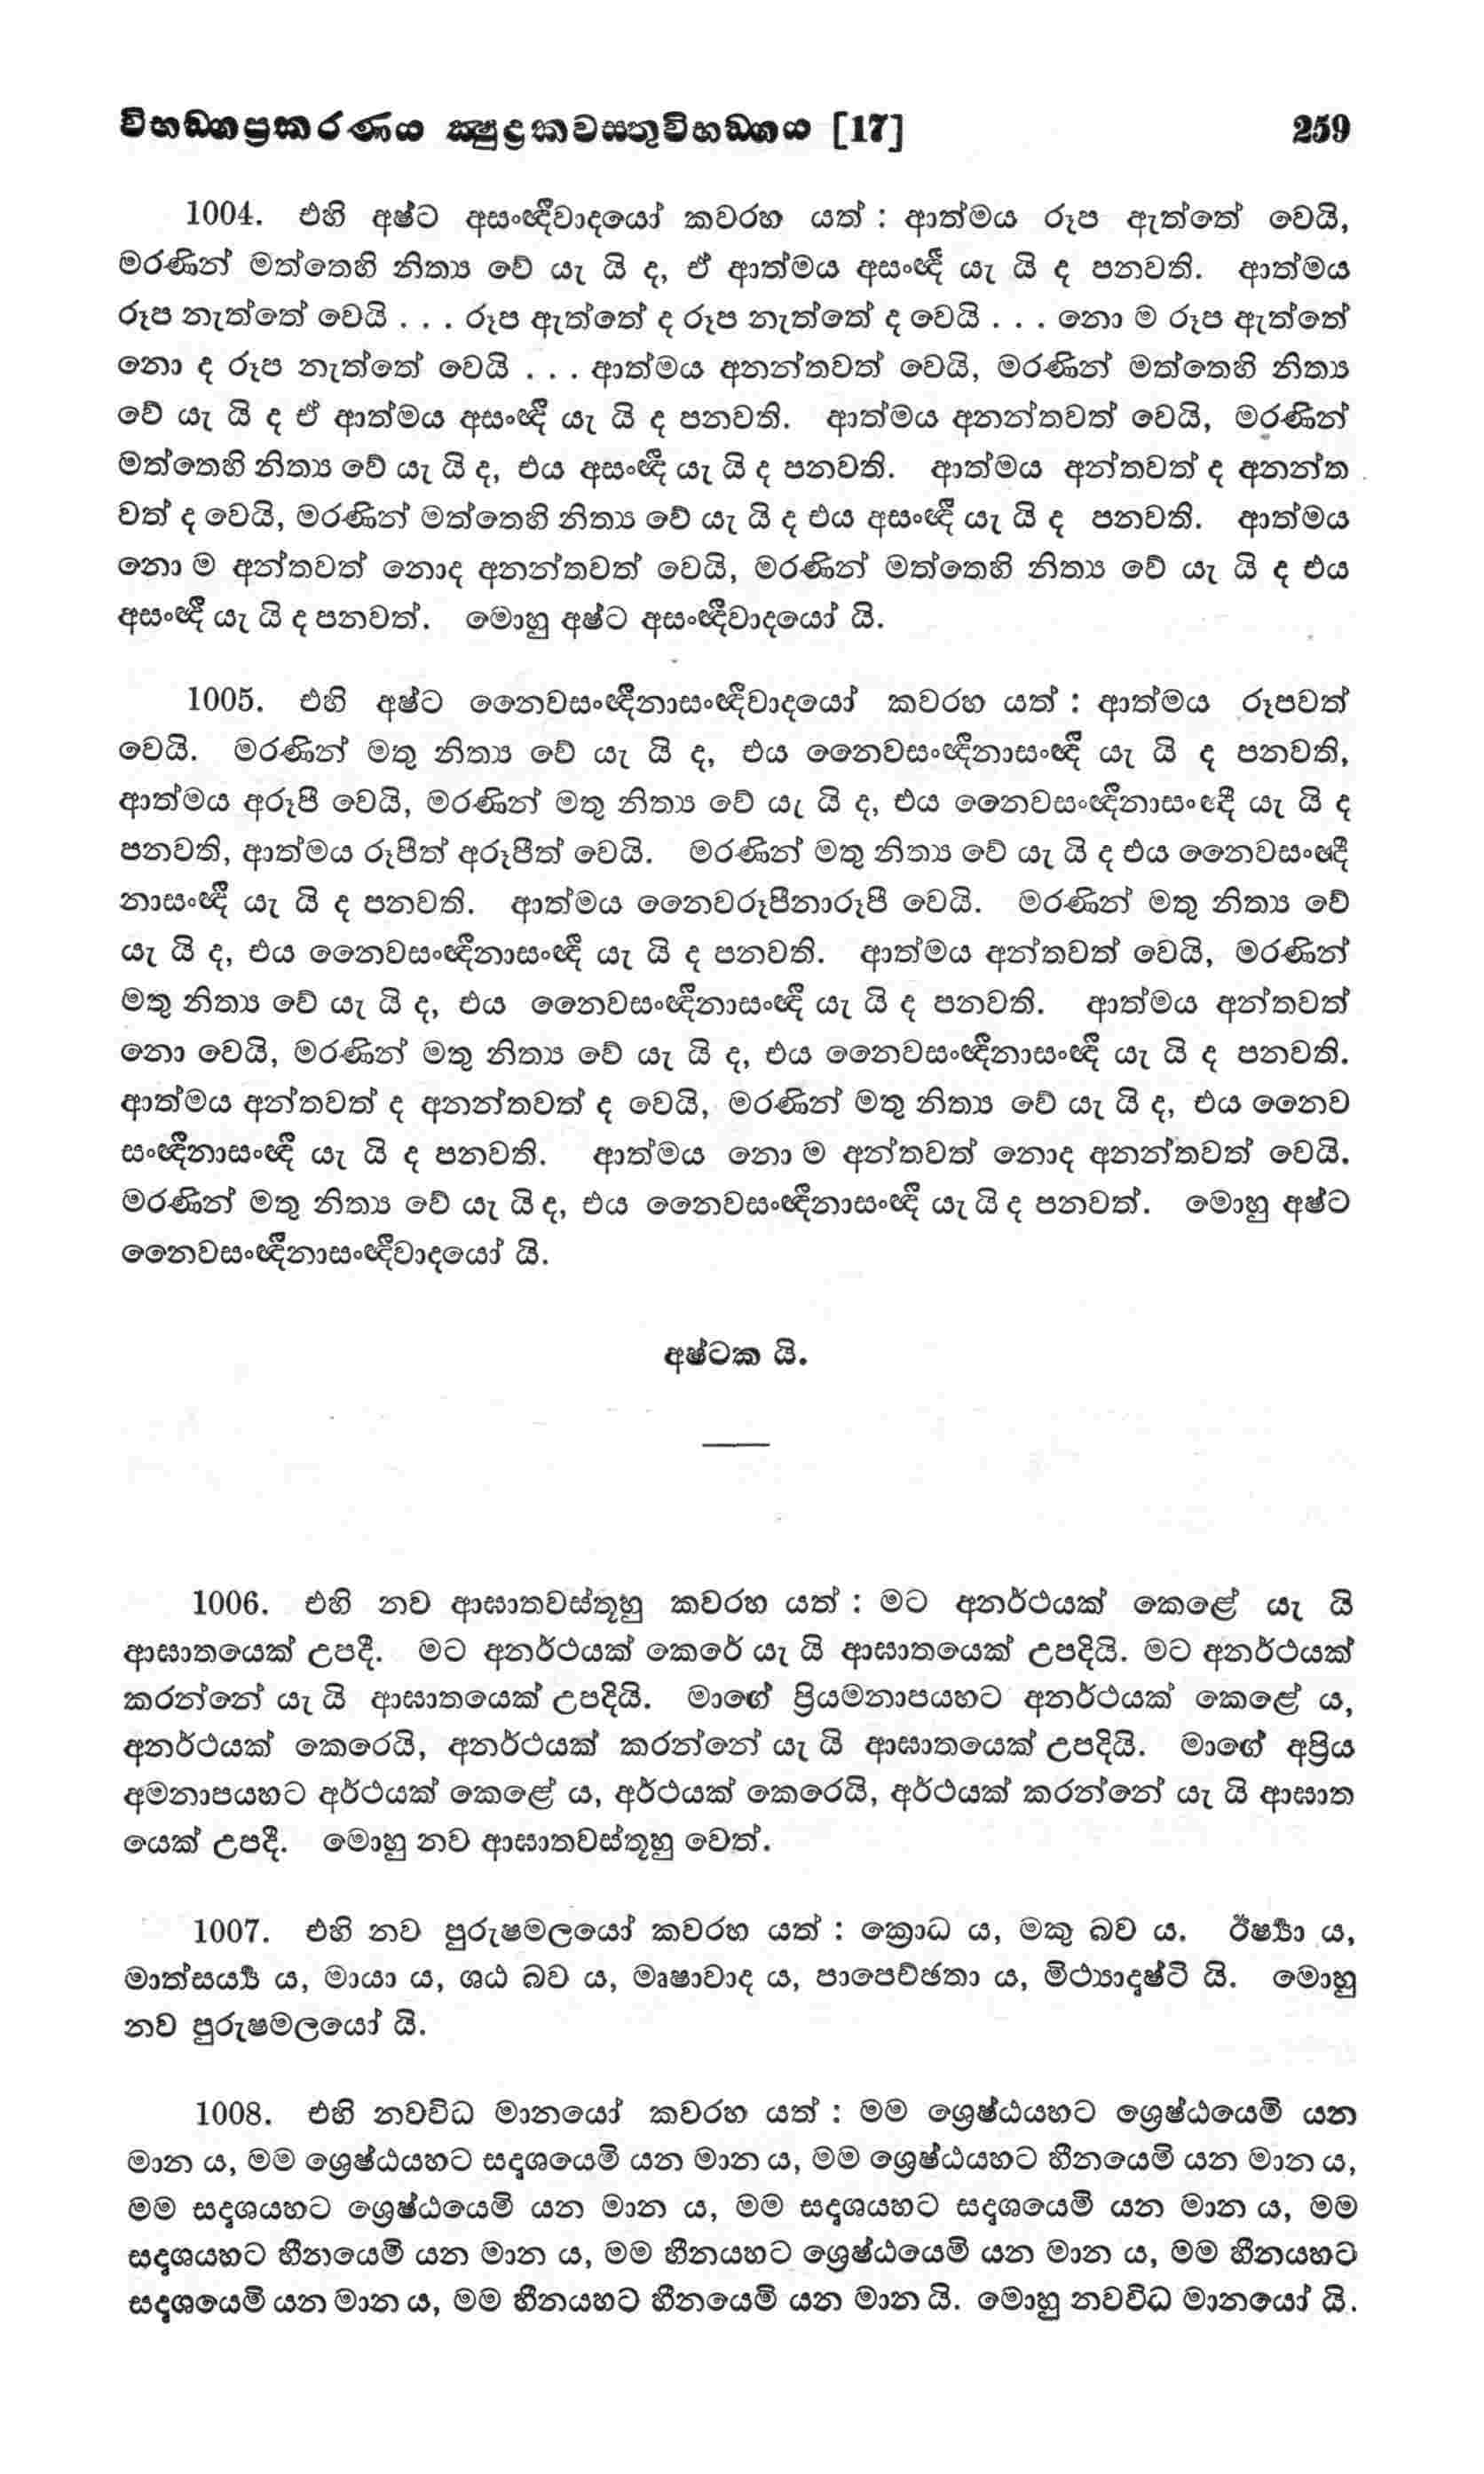 විභඞ්ගප්‍රකරණය ක්‍ෂුද්‍රකවස්තුවිභඞ්ගය [17] 259
1004. එහි අෂ්ට අසංඥීවාදයෝ කවරහ යත් : ආත්මය රූප ඇත්තේ වෙයි,
මරණින් මත්තෙහි නිත්‍ය වේ යැ යි ද, ඒ ආත්මය අසංඥී යැ යි ද පනවති. ආත්මය
රූප නැත්තේ වෙයි . . . රූප ඇත්තේ ද රූප නැත්තේ ද වෙයි . . . නො ම රූප ඇත්තේ
නො ද රූප නැත්තේ වෙයි . . . ආත්මය අනන්තවත් වෙයි, මරණින් මත්තෙහි නිත්‍ය
වේ යැ යි ද ඒ ආත්මය අසංඥී යැ යි ද පනවති. ආත්මය අනන්තවත් වෙයි, මරණින්
මත්තෙහි නිත්‍ය වේ යැ යි ද, එය අසංඥී යැ යි ද පනවති. ආත්මය අන්තවත් ද අනන්ත
වත් ද වෙයි, මරණින් මත්තෙහි නිත්‍ය වේ යැ යි ද එය අසංඥී යැ යි ද පනවති. ආත්මය
නො ම අන්තවත් නොද අනන්තවත් වෙයි, මරණින් මත්තෙහි නිත්‍ය වේ යැ යි ද එය
අසංඥී යැ යි ද පනවත්. මොහු අෂ්ට අසංඥීවාදයෝ යි.
1005. එහි අෂ්ට නෛවසංඥීනාසංඥීවාදයෝ කවරහ යත් : ආත්මය රූපවත්
වෙයි. මරණින් මතු නිත්‍ය වේ යැ යි ද, එය නෛවසංඥීනාසංඥී යැ යි ද පනවති,
ආත්මය අරූපී වෙයි, මරණින් මතු නිත්‍ය වේ යැ යි ද, එය නෛවසංඥීනාසංඥී යැ යි ද
පනවති, ආත්මය රූපීත් අරූපීත් වෙයි. මරණින් මතු නිත්‍ය වේ යැ යි ද එය නෛවසංඥී
නාසංඥී යැ යි ද පනවති. ආත්මය නෛවරූපීනාරූපී වෙයි. මරණින් මතු නිත්‍ය වේ
යැ යි ද, එය නෛවසංඥීනාසංඥී යැ යි ද පනවති. ආත්මය අන්තවත් වෙයි, මරණින්
මතු නිත්‍ය වේ යැ යි ද, එය නෛවසංඥීනාසංඥී යැ යි ද පනවති. ආත්මය අන්තවත්
නො වෙයි, මරණින් මතු නිත්‍ය වේ යැ යි ද, එය නෛවසංඥීනාසංඥී යැ යි ද පනවති.
ආත්මය අන්තවත් ද අනන්තවත් ද වෙයි, මරණින් මතු නිත්‍ය වේ යැ යි ද, එය නෛව
සංඥීනාසංඥී යැ යි ද පනවති. ආත්මය නො ම අන්තවත් නොද අනන්තවත් වෙයි.
මරණින් මතු නිත්‍ය වේ යැ යි ද, එය නෛවසංඥීනාසංඥී යැ යි ද පනවත්. මොහු අෂ්ට
නෛවසංඥීනාසංඥීවාදයෝ යි.
අෂ්ටක යි.
1006. එහි නව ආඝාතවස්තූහු කවරහ යත් : මට අනර්ථයක් කෙළේ යැ යි
ආඝාතයෙක් උපදී. මට අනර්ථයක් කෙරේ යැ යි ආඝාතයෙක් උපදියි. මට අනර්ථයක්
කරන්නේ යැ යි ආඝාතයෙක් උපදියි. මාගේ ප්‍රියමනාපයහට අනර්ථයක් කෙළේ ය,
අනර්ථයක් කෙරෙයි, අනර්ථයක් කරන්නේ යැ යි ආඝාතයෙක් උපදියි. මාගේ අප්‍රිය
අමනාපයහට අර්ථයක් කෙළේ ය, අර්ථයක් කෙරෙයි, අර්ථයක් කරන්නේ යැ යි ආඝාත
යෙක් උපදී. මොහු නව ආඝාතවස්තූහු වෙත්.
1007. එහි නව පුරුෂමලයෝ කවරහ යත් : ක්‍රොධ ය, මකු බව ය. ඊර්ෂ්‍යා ය,
මාත්සර්‍ය්‍ය ය, මායා ය, ශඨ බව ය, මෘෂාවාද ය, පාපෙච්ඡතා ය, මිථ්‍යාදෘෂ්ටි යි. මොහු
නව පුරුෂමලයෝ යි.
1008. එහි නවවිධ මානයෝ කවරහ යත් : මම ශ්‍රෙෂ්ඨයහට ශ්‍රෙෂ්ඨයෙමි යන
මාන ය, මම ශ්‍රෙෂ්ඨයහට සදෘශයෙමි යන මාන ය, මම ශ්‍රෙෂ්ඨයහට හීනයෙමි යන මාන ය,
මම සදෘශයහට ශ්‍රෙෂ්ඨයෙමි යන මාන ය, මම සදෘශයහට සදෘශයෙමි යන මාන ය, මම
සදෘශයහට හීනයෙමි යන මාන ය, මම හීනයහට ශ්‍රෙෂ්ඨයෙමි යන මාන ය, මම හීනයහට
සදෘශයෙමි යන මාන ය, මම හීනයහට හීනයෙමි යන මාන යි. මොහු නවවිධ මානයෝ යි.